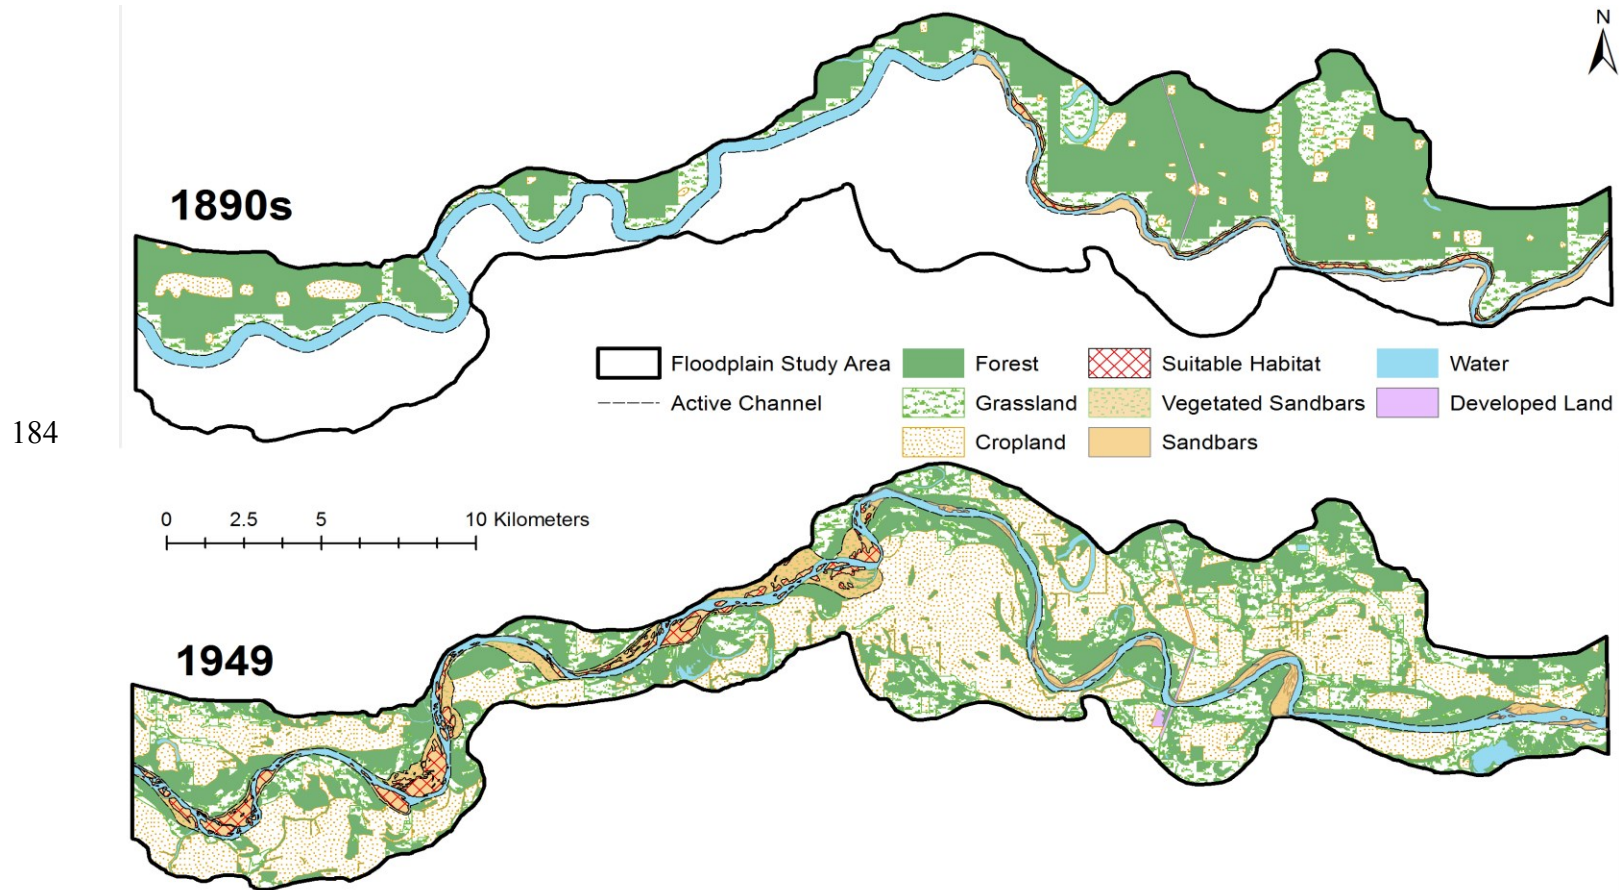 N
1890s
Floodplain Study Area
Active Channel
Forest
Grassland
Cropland
Suitable Habitat
Vegetated Sandbars
Sandbars
Water
Developed Land
184
0 2.5 5 10 Kilometers
1949